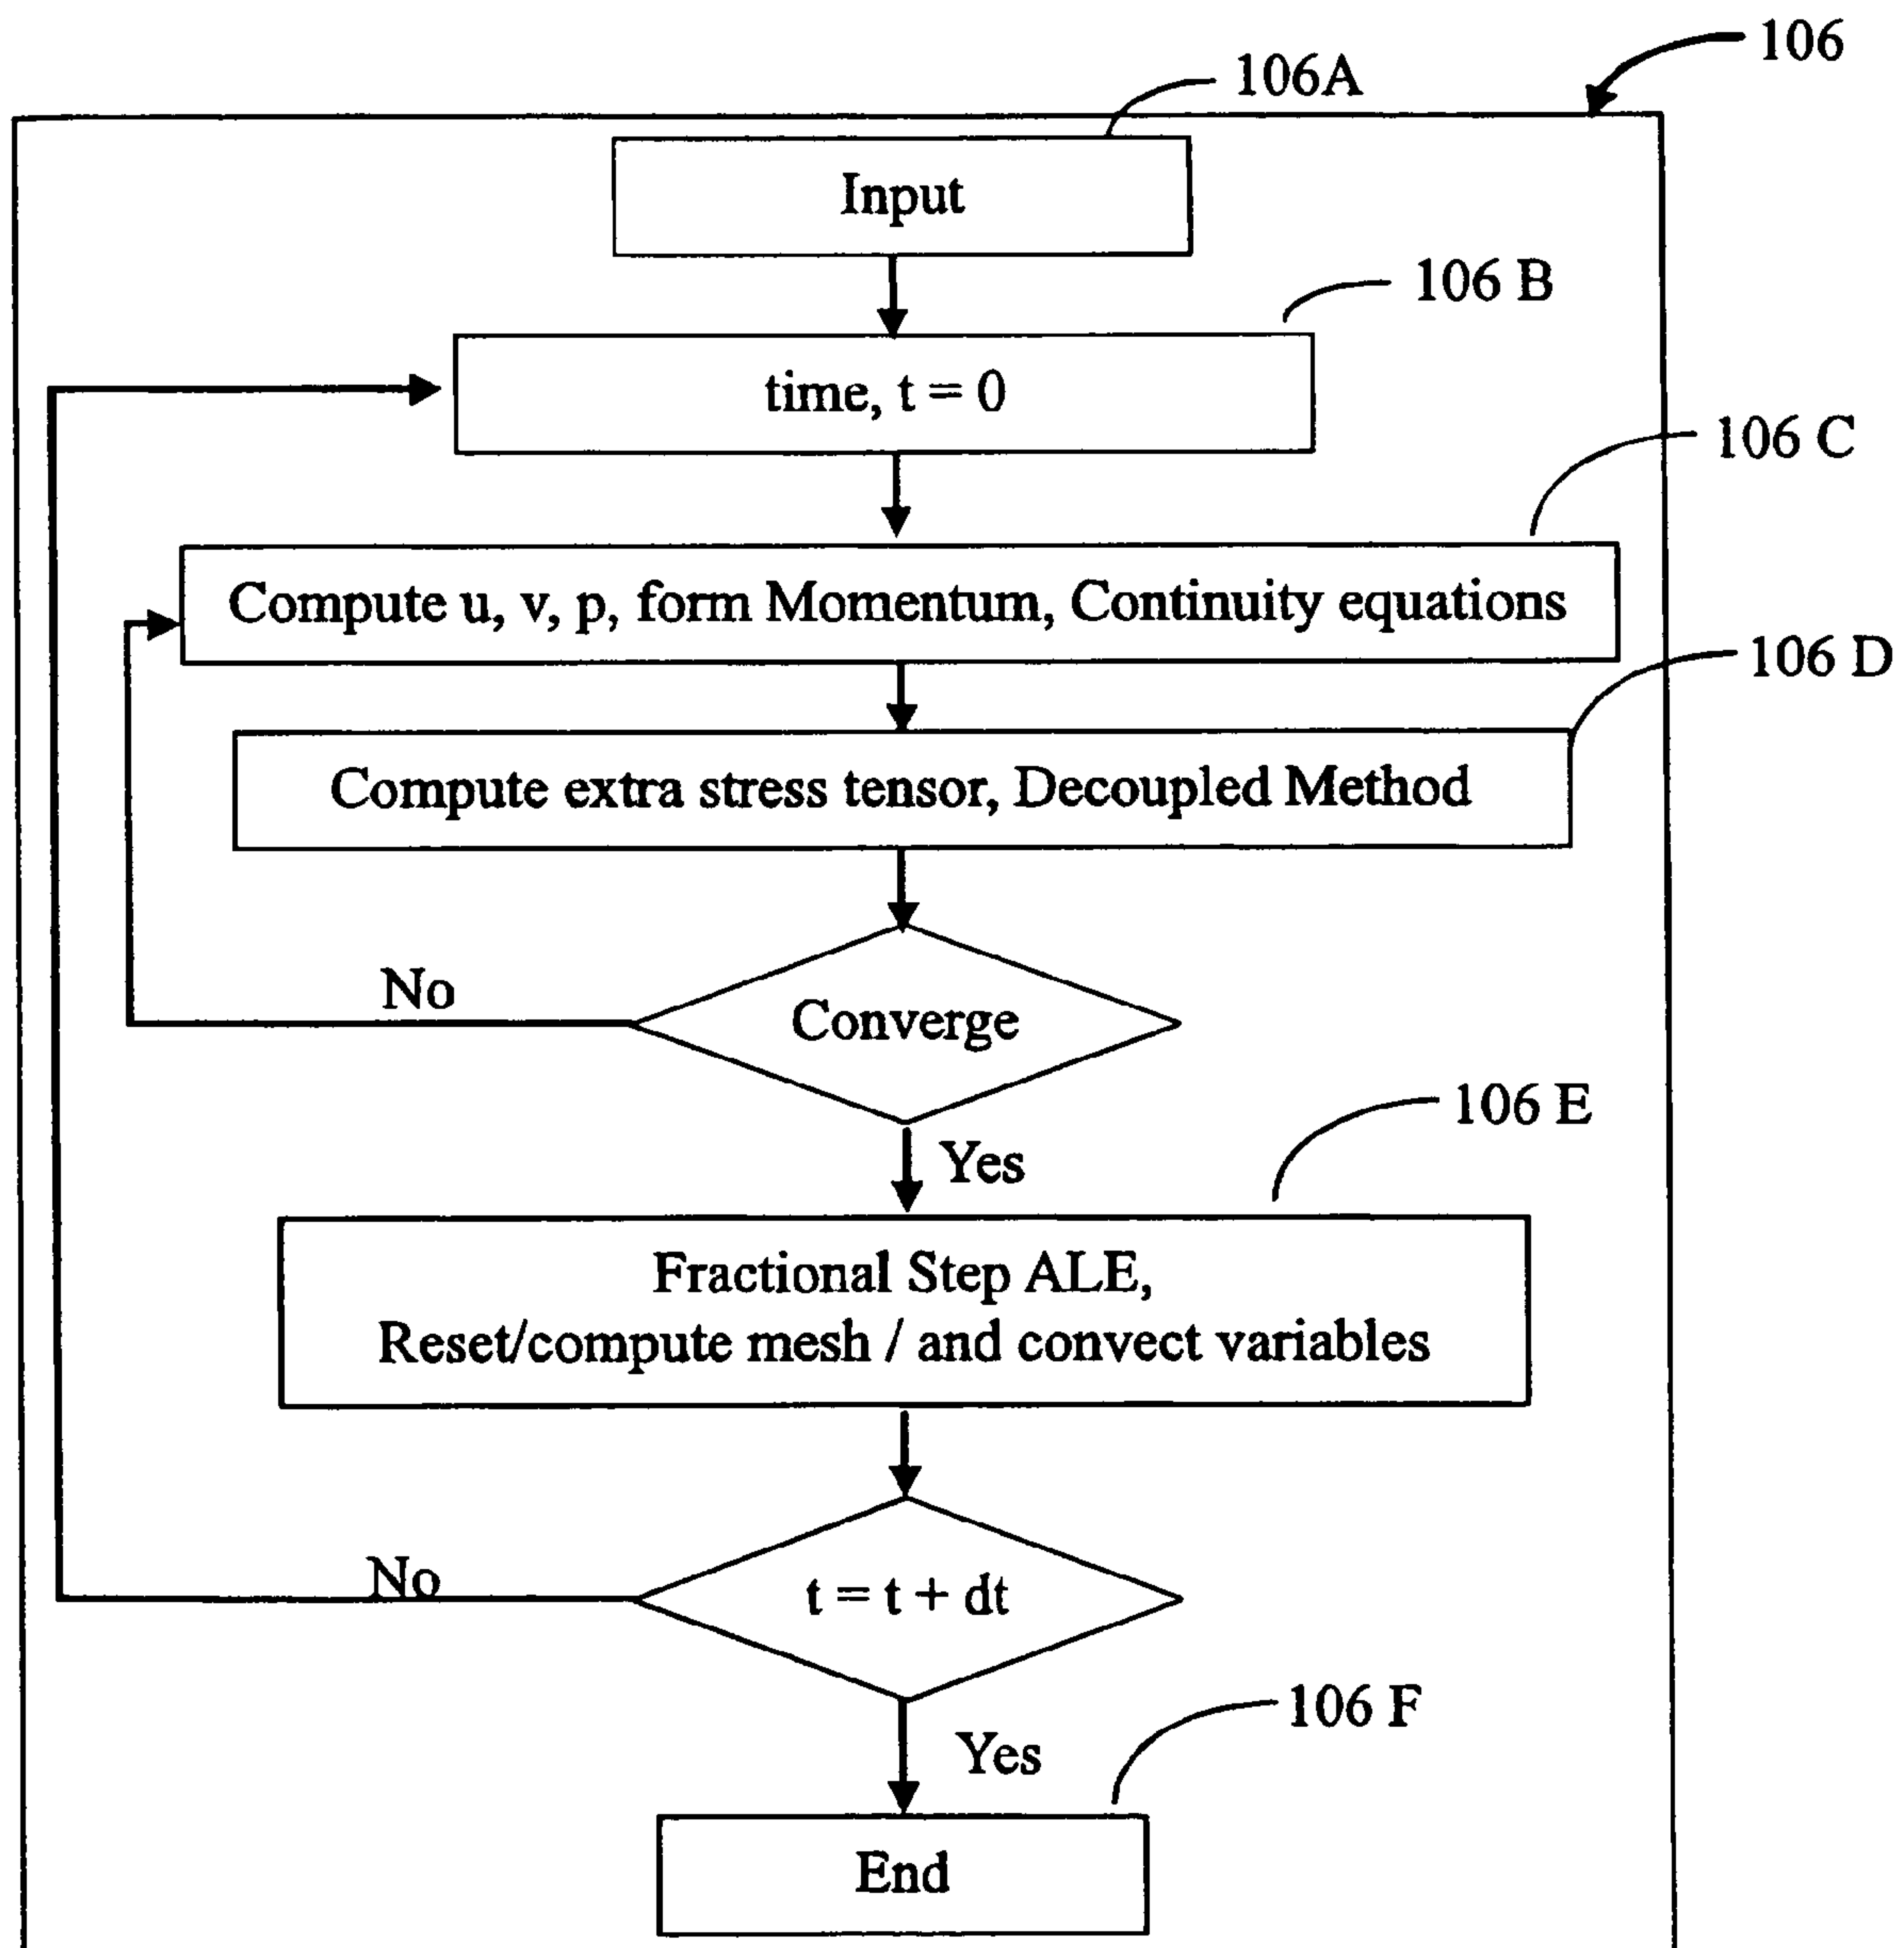 106
106A
Input
106 B
time, t = 0
106 C
Compute u, v, p, form Momentum, Continuity equations
106 D
Compute extra stress tensor, Decoupled Method
No
Converge
106 E
Yes
Fractional Step ALE,
Reset/compute mesh / and convect variables
No
t = t + dt
106 F
Yes
End